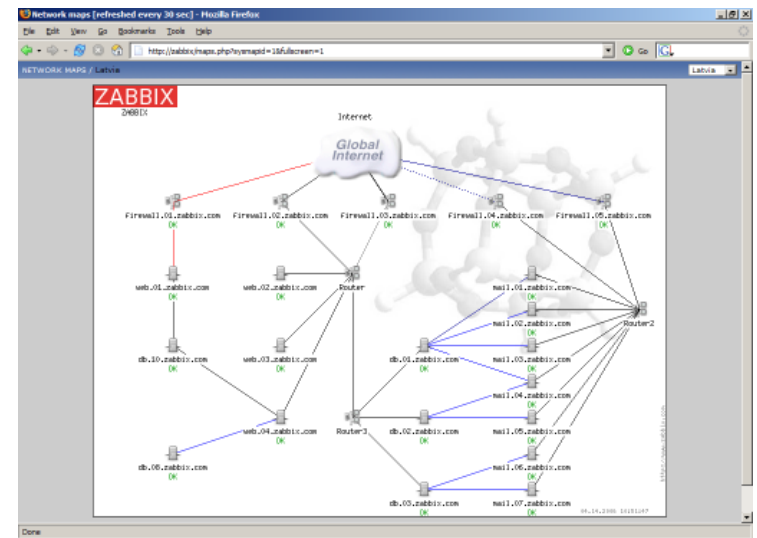 Network maps [refreshed every 30 sec] - Mozilla Firefox
File Edit View Go Bookmarks Tools Help
http://zabbix/maps.php?sysmapid=1&fullscreen=1
Go
NETWORK MAPS / Latvia
Latvia
ZABBIX
ZABBIX
Internet
Global
Internet
firewall.01.zabbix.com firewall.02.zabbix.com firewall.03.zabbix.com firewall.04.zabbix.com firewall.05.zabbix.com
OK OK OK OK OK
web.01.zabbix.com web.02.zabbix.com Router mail.01.zabbix.com
OK OK OK
mail.02.zabbix.com Router2
OK
db.10.zabbix.com web.03.zabbix.com db.01.zabbix.com mail.03.zabbix.com
OK OK OK OK
mail.04.zabbix.com
OK
web.04.zabbix.com Router3 db.02.zabbix.com mail.05.zabbix.com
OK OK OK
db.08.zabbix.com mail.06.zabbix.com
OK OK
db.03.zabbix.com mail.07.zabbix.com
OK OK
Done